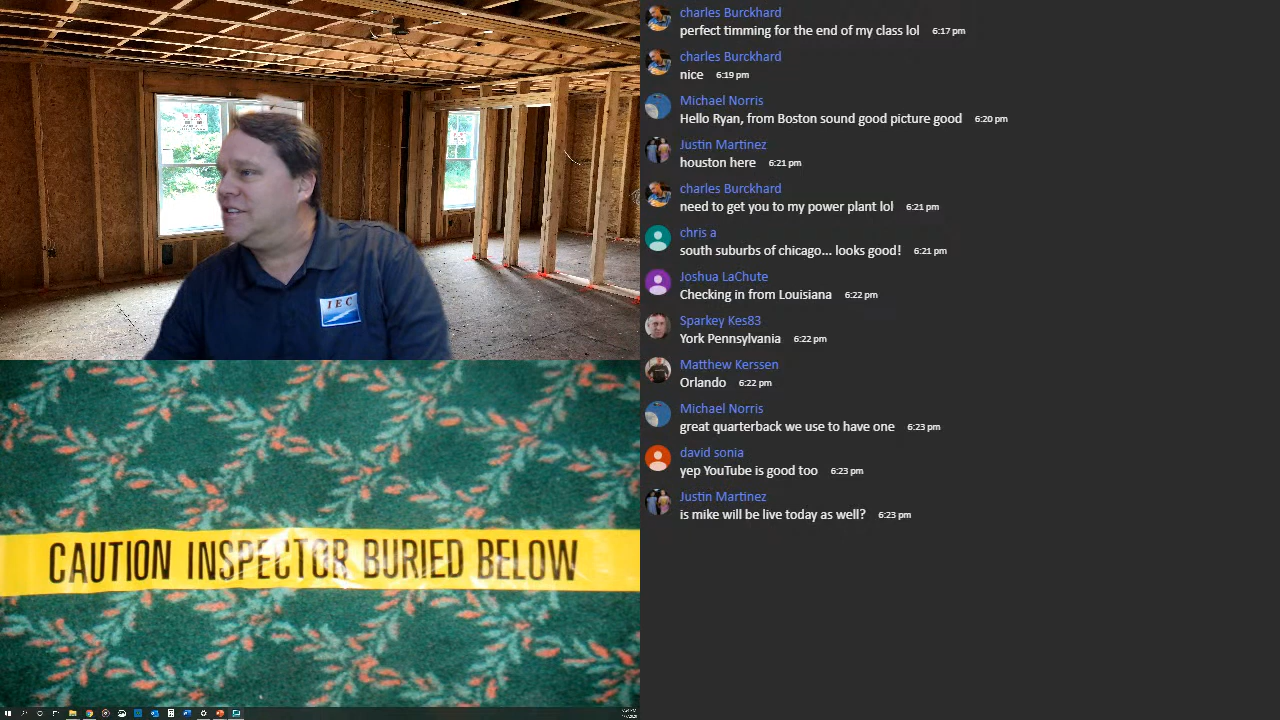 charles Burckhard
perfect timming for the end of my class lol 6:17 pm
charles Burckhard
nice 6:19 pm
Michael Norris
Hello Ryan, from Boston sound good picture good 6:20 pm
Justin Martinez
houston here 6:21 pm
charles Burckhard
need to get you to my power plant lol 6:21 pm
chris a
south suburbs of chicago... looks good! 6:21 pm
Joshua LaChute
Checking in from Louisiana 6:22 pm
Sparkey Kes83
York Pennsylvania 6:22 pm
Matthew Kerssen
Orlando 6:22 pm
Michael Norris
great quarterback we use to have one 6:23 pm
david sonia
yep YouTube is good too 6:23 pm
Justin Martinez
is mike will be live today as well? 6:23 pm
IEC
CAUTION INSPECTOR BURIED BELOW